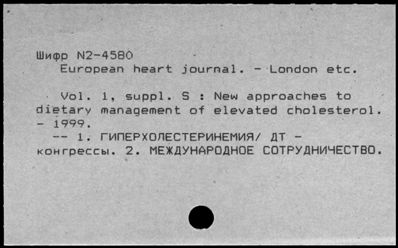 Шифр N2-4580
European heart journal. - London etc.
Vol. 1, suppl. S : New approaches to
dietary management of elevated cholesterol.
- 1999.
-- 1. ГИПЕРХОЛЕСТЕРИНЕМИЯ/ ДТ -
конгрессы. 2. МЕЖДУНАРОДНОЕ СОТРУДНИЧЕСТВО.